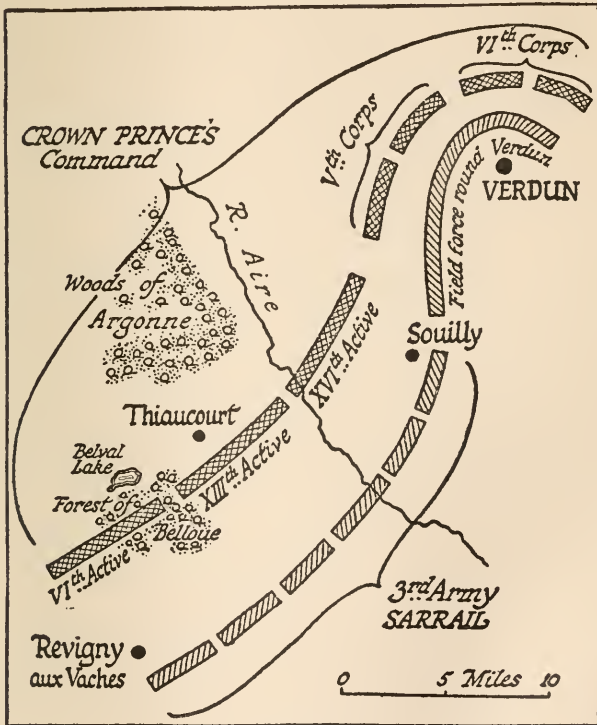 VIth Corps
CROWN PRINCE'S
Command
Vth Corps
Field force round Verdun
VERDUN
R. Aire
Woods of
Argonne
Souilly
XVIth Active
Thiaucourt
XIIIth Active
Belval
Lake
Forest of
Belloue
VIth Active
3rd Army
SARRAIL
Revigny
aux Vaches
0 5 Miles 10